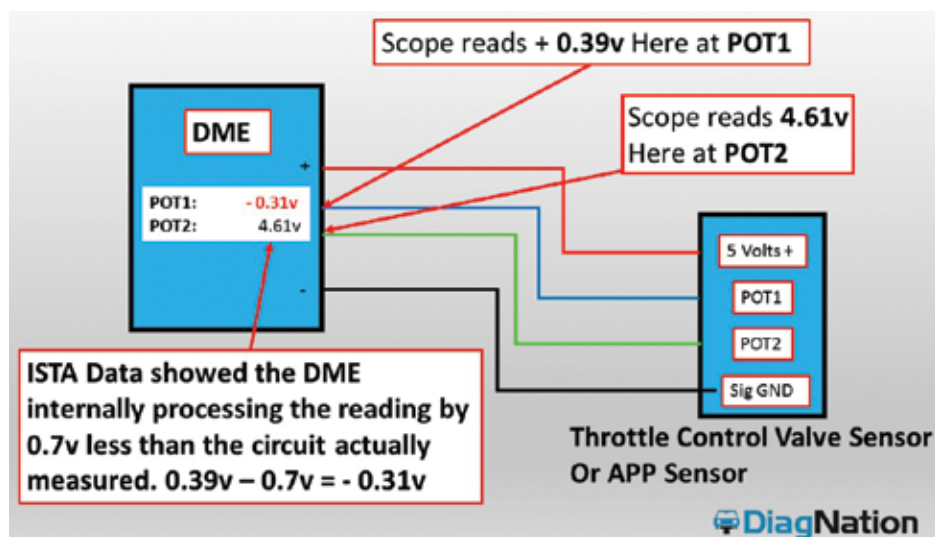 Scope reads + 0.39v Here at POT1
Scope reads 4.61v
Here at POT2
DME
+
POT1: - 0.31v
POT2: 4.61v
-
5 Volts +
POT1
POT2
Sig GND
ISTA Data showed the DME
internally processing the reading by
0.7v less than the circuit actually
measured. 0.39v – 0.7v = - 0.31v
Throttle Control Valve Sensor
Or APP Sensor
DiagNation